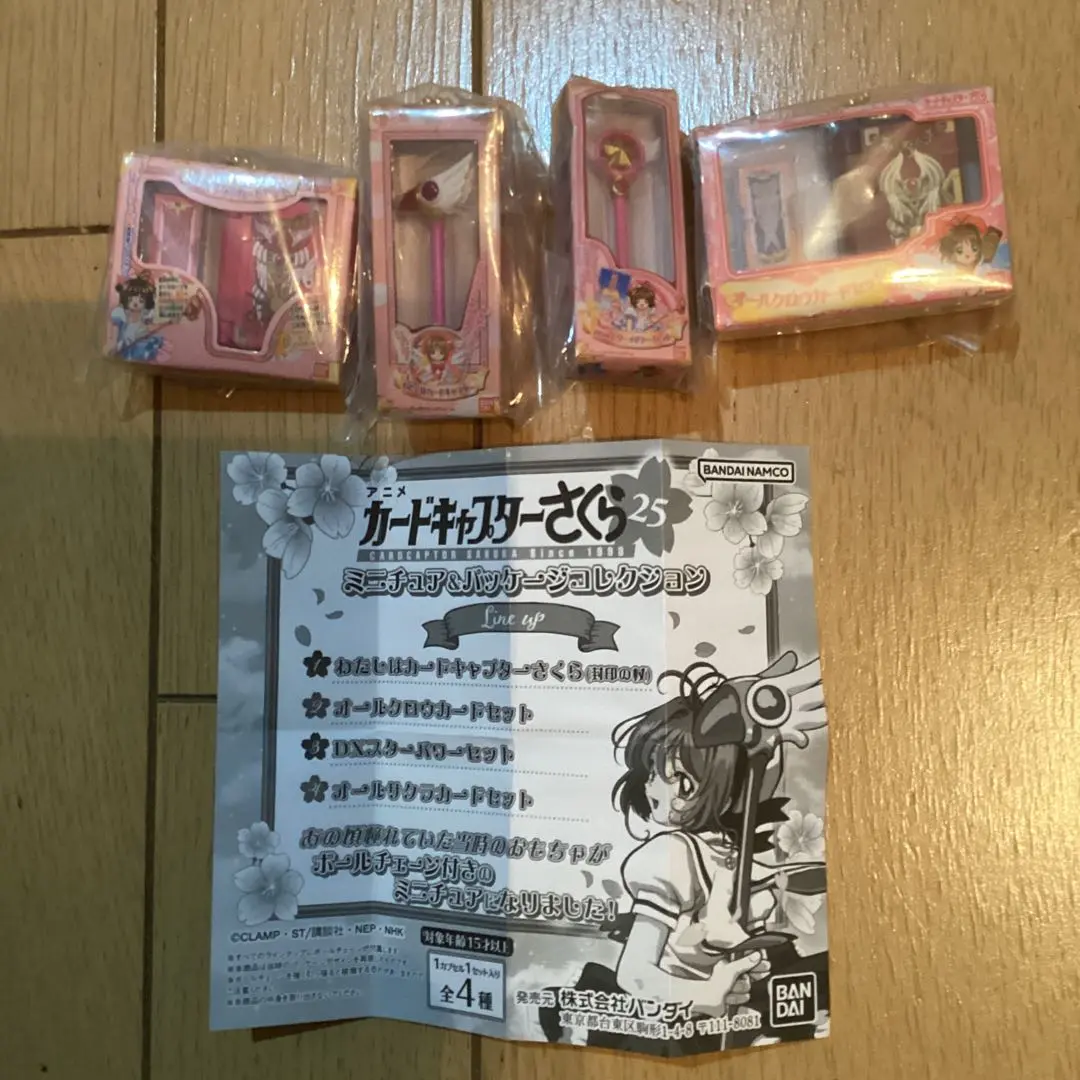 オールクロウカードセット
BANDAI NAMCO
アニメ
カードキャプターさくら 25
CARDCAPTOR SAKURA Since 1998
ミニチュア&パッケージコレクション
Line up
1 わたしはカードキャプターさくら(封印の杖)
2 オールクロウカードセット
3 DXスターパワーセット
4 オールサクラカードセット
あの頃憧れていた当時のおもちゃが
ボールチェーン付きの
ミニチュアになりました!
©CLAMP・ST/講談社・NEP・NHK
対象年齢15才以上
1カプセル1セット入り
全4種
発売元 株式会社バンダイ
東京都台東区駒形1-4-8 〒111-8081
BAN
DAI